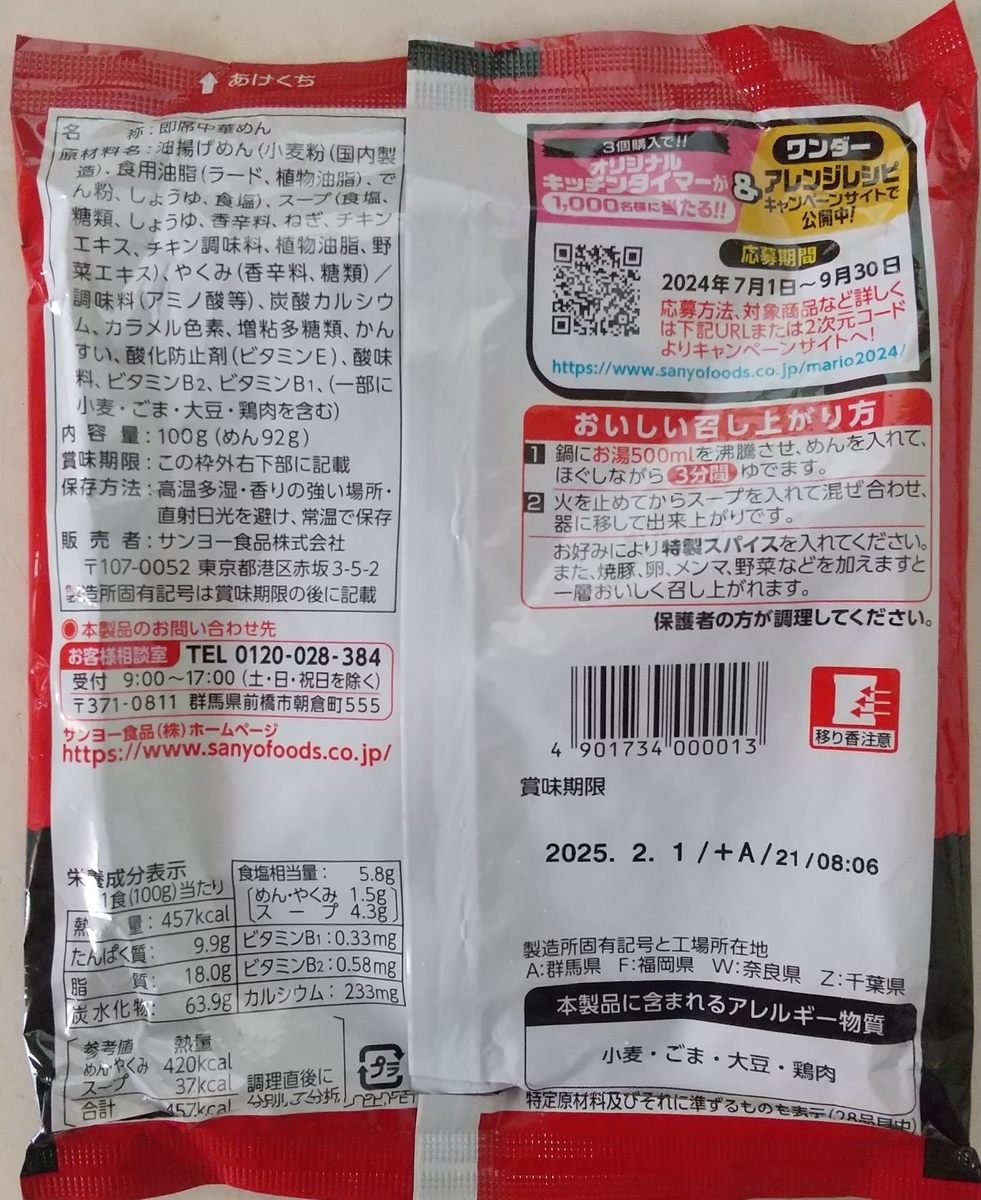 あけくち
名　　　称：即席中華めん
原材料名：油揚げめん(小麦粉(国内製
造)、食用油脂(ラード、植物油脂)、で
ん粉、しょうゆ、食塩)、スープ(食塩、
糖類、しょうゆ、香辛料、ねぎ、チキン
エキス、チキン調味料、植物油脂、野
菜エキス)、やくみ(香辛料、糖類)／
調味料(アミノ酸等)、炭酸カルシウ
ム、カラメル色素、増粘多糖類、かん
すい、酸化防止剤(ビタミンE)、酸味
料、ビタミンB2、ビタミンB1、(一部に
小麦・ごま・大豆・鶏肉を含む)
内　容　量：100g(めん92g)
賞味期限：この枠外右下部に記載
保存方法：高温多湿・香りの強い場所・
直射日光を避け、常温で保存
販　売　者：サンヨー食品株式会社
〒107-0052 東京都港区赤坂3-5-2
製造所固有記号は賞味期限の後に記載
●本製品のお問い合わせ先
お客様相談室 TEL 0120-028-384
受付 9:00～17:00(土・日・祝日を除く)
〒371-0811 群馬県前橋市朝倉町555
サンヨー食品(株)ホームページ
https://www.sanyofoods.co.jp/
栄養成分表示
1食(100g)当たり
熱　　量：457kcal
たんぱく質：9.9g
脂　　質：18.0g
炭水化物：63.9g
食塩相当量：5.8g
めん・やくみ 1.5g
スープ 4.3g
ビタミンB1：0.33mg
ビタミンB2：0.58mg
カルシウム：233mg
参考値　熱量
めん・やくみ 420kcal
スープ 37kcal
合計 457kcal
調理直後に
分別して分析
プラ
3個購入で!!
オリジナル
キッチンタイマーが
1,000名様に当たる!!
&
ワンダー
アレンジレシピ
キャンペーンサイトで
公開中!
応募期間
2024年7月1日～9月30日
応募方法、対象商品など詳しく
は下記URLまたは2次元コード
よりキャンペーンサイトへ!
https://www.sanyofoods.co.jp/mario2024/
おいしい召し上がり方
1 鍋にお湯500mlを沸騰させ、めんを入れて、
ほぐしながら 3分間 ゆでます。
2 火を止めてからスープを入れて混ぜ合わせ、
器に移して出来上がりです。
お好みにより特製スパイスを入れてください。
また、焼豚、卵、メンマ、野菜などを加えますと
一層おいしく召し上がれます。
保護者の方が調理してください。
4 901734 000013
移り香注意
賞味期限
2025. 2. 1 /+A/21/08:06
製造所固有記号と工場所在地
A:群馬県 F:福岡県 W:奈良県 Z:千葉県
本製品に含まれるアレルギー物質
小麦・ごま・大豆・鶏肉
特定原材料及びそれに準ずるものを表示(28品目中)